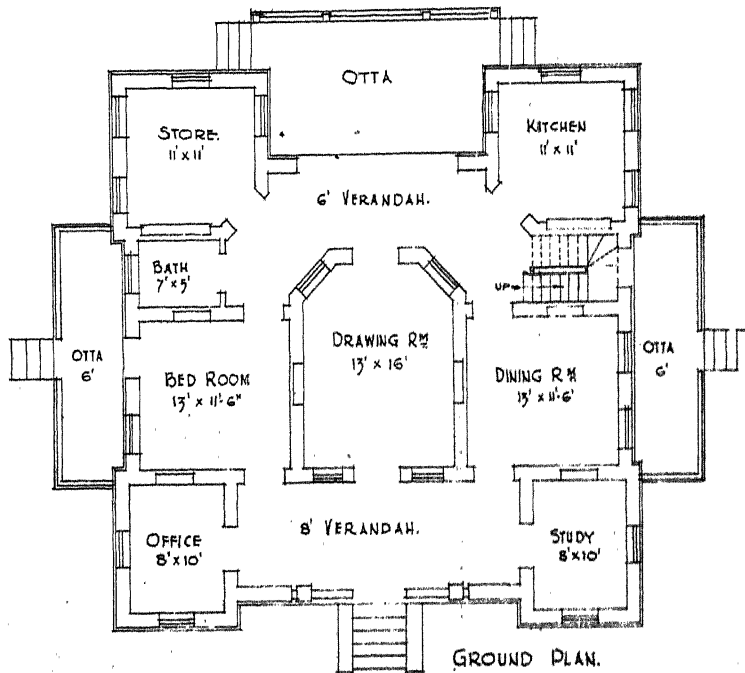 OTTA
STORE.
11' x 11'
KITCHEN
11' x 11'
6' VERANDAH.
BATH
7' x 5'
UP
DRAWING RM
13' x 16'
OTTA
6'
BED ROOM
13' x 11'-6"
DINING RM
13' x 11'-6'
OTTA
6'
OFFICE
8' x 10'
8' VERANDAH.
STUDY
8' x 10'
GROUND PLAN.